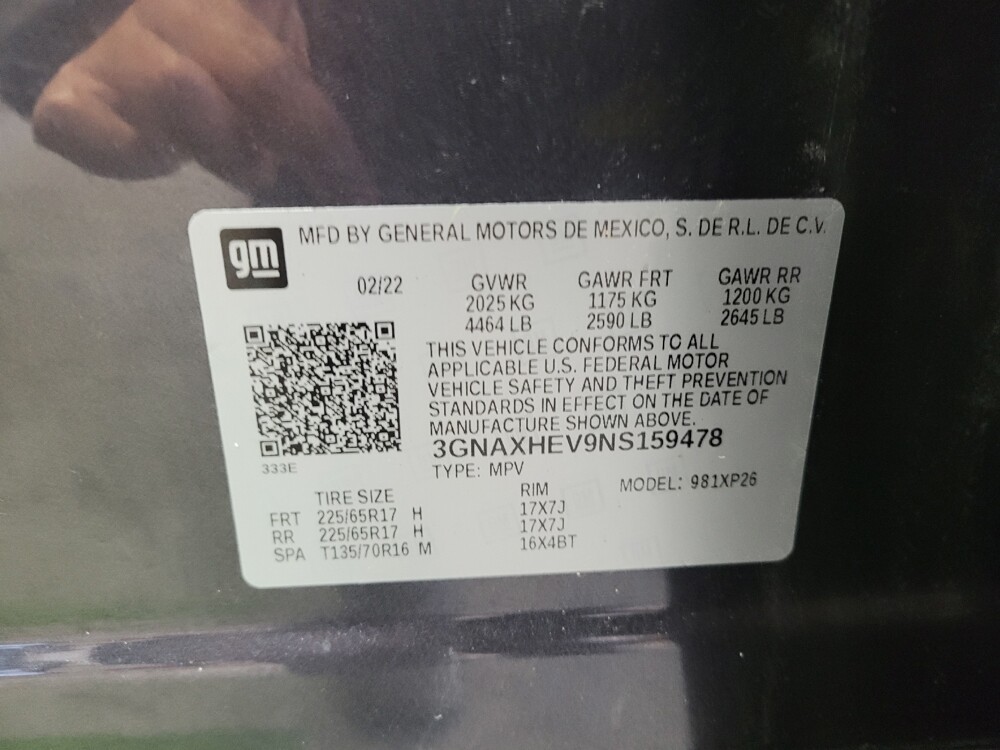 gm
MFD BY GENERAL MOTORS DE MEXICO, S. DE R.L. DE C.V.
02/22 GVWR GAWR FRT GAWR RR
2025 KG 1175 KG 1200 KG
4464 LB 2590 LB 2645 LB
THIS VEHICLE CONFORMS TO ALL
APPLICABLE U.S. FEDERAL MOTOR
VEHICLE SAFETY AND THEFT PREVENTION
STANDARDS IN EFFECT ON THE DATE OF
MANUFACTURE SHOWN ABOVE.
3GNAXHEV9NS159478
333E
TYPE: MPV MODEL: 981XP26
TIRE SIZE RIM
FRT 225/65R17 H 17X7J
RR 225/65R17 H 17X7J
SPA T135/70R16 M 16X4BT